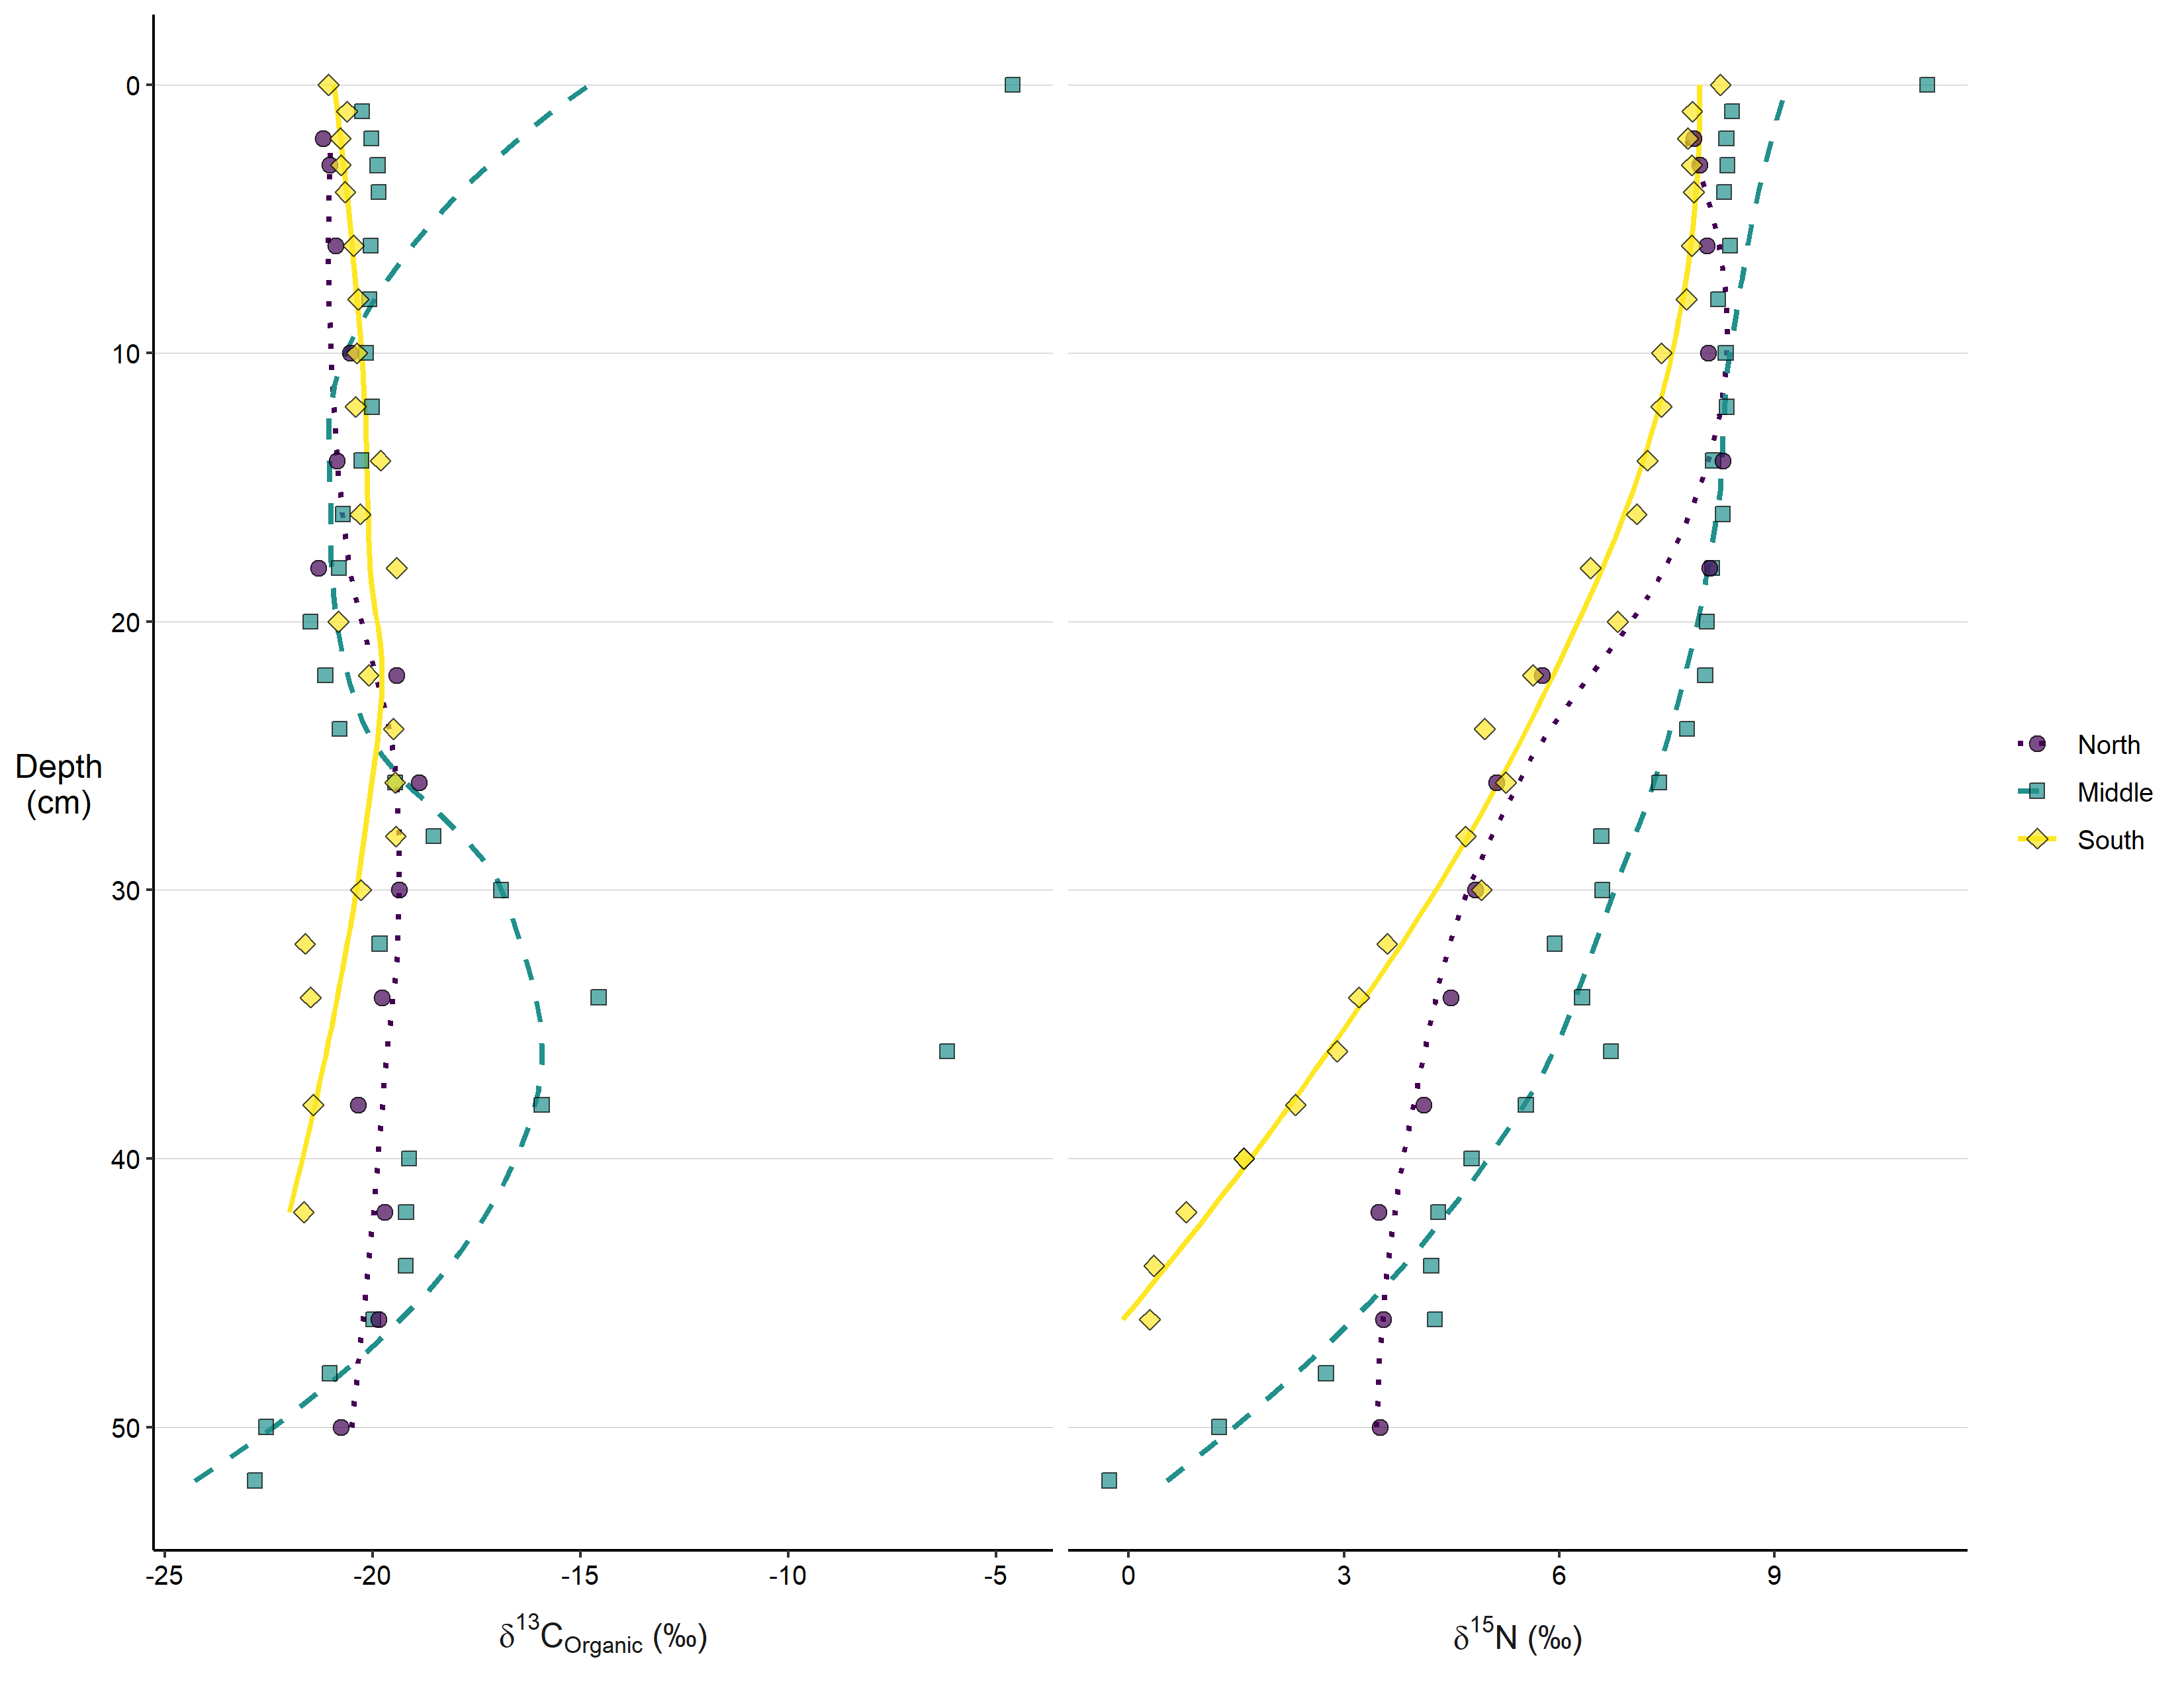 0
10
20
30
40
50
Depth
(cm)
-25 -20 -15 -10 -5
0 3 6 9
δ13COrganic (‰)
δ15N (‰)
North
Middle
South